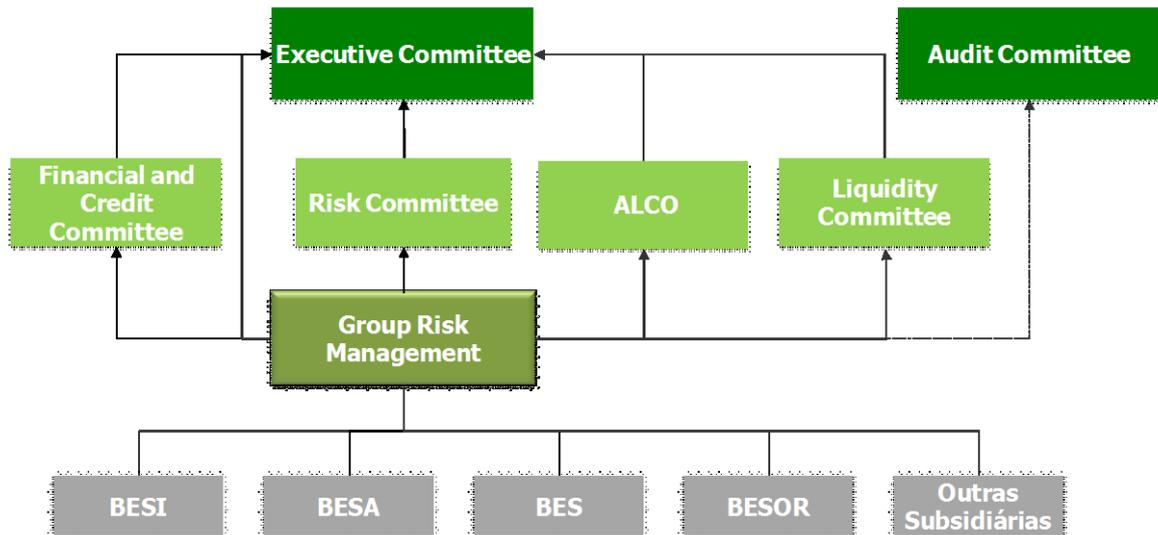 Executive Committee
Audit Committee
Financial and
Credit
Committee
Risk Committee
ALCO
Liquidity
Committee
Group Risk
Management
BESI
BESA
BES
BESOR
Outras
Subsidiárias